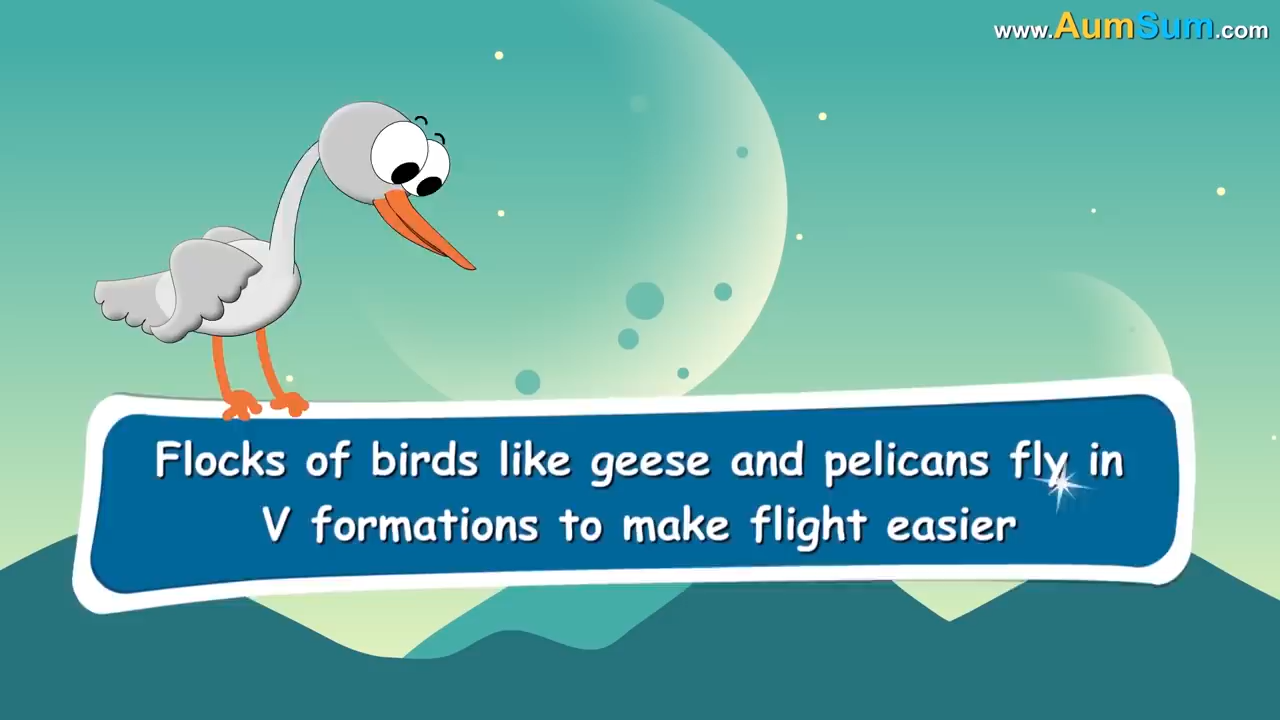 www.AumSum.com
Flocks of birds like geese and pelicans fly in
V formations to make flight easier